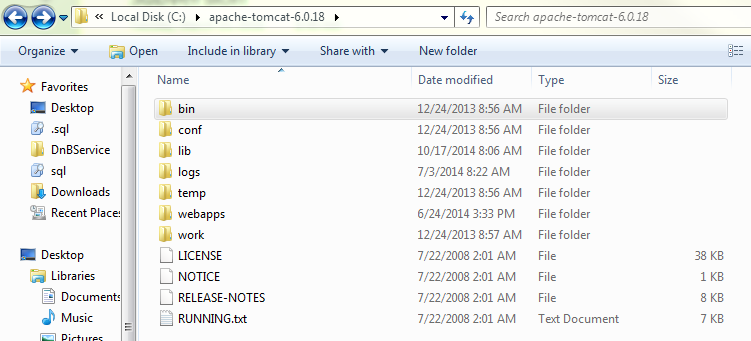 Local Disk (C:) apache-tomcat-6.0.18 Search apache-tomcat-6.0.18
Organize Open Include in library Share with New folder
Name Date modified Type Size
Favorites
Desktop
.sql
DnBService
sql
Downloads
Recent Places
Desktop
Libraries
Documents
Music
Pictures
bin 12/24/2013 8:56 AM File folder
conf 12/24/2013 8:56 AM File folder
lib 10/17/2014 8:06 AM File folder
logs 7/3/2014 8:22 AM File folder
temp 12/24/2013 8:56 AM File folder
webapps 6/24/2014 3:33 PM File folder
work 12/24/2013 8:57 AM File folder
LICENSE 7/22/2008 2:01 AM File 38 KB
NOTICE 7/22/2008 2:01 AM File 1 KB
RELEASE-NOTES 7/22/2008 2:01 AM File 8 KB
RUNNING.txt 7/22/2008 2:01 AM Text Document 7 KB